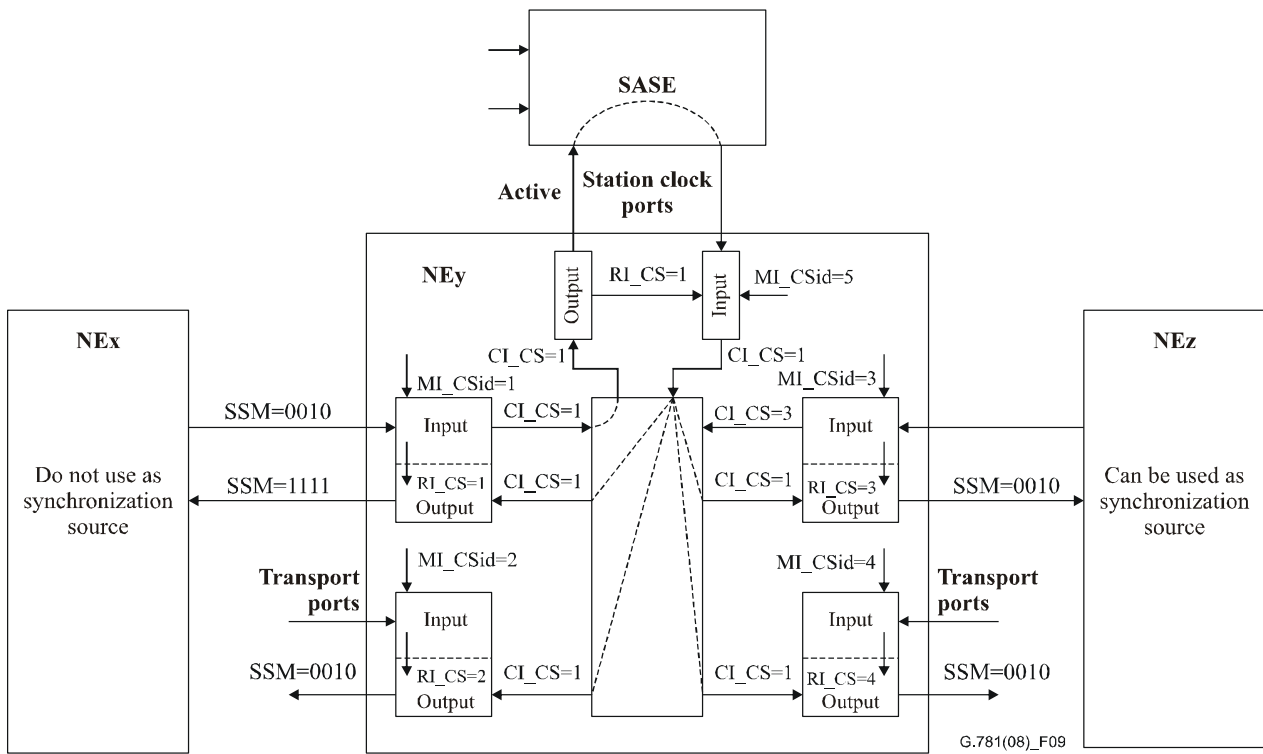 SASE
Active
Station clock
ports
NEy
Output
RI_CS=1
Input
MI_CSid=5
NEx
NEz
CI_CS=1
CI_CS=1
MI_CSid=1
MI_CSid=3
SSM=0010
Input
CI_CS=1
CI_CS=3
Input
Do not use as
synchronization
source
Can be used as
synchronization
source
SSM=1111
RI_CS=1
Output
CI_CS=1
CI_CS=1
RI_CS=3
Output
SSM=0010
MI_CSid=2
MI_CSid=4
Transport
ports
Transport
ports
Input
Input
SSM=0010
RI_CS=2
Output
CI_CS=1
CI_CS=1
RI_CS=4
Output
SSM=0010
G.781(08)_F09